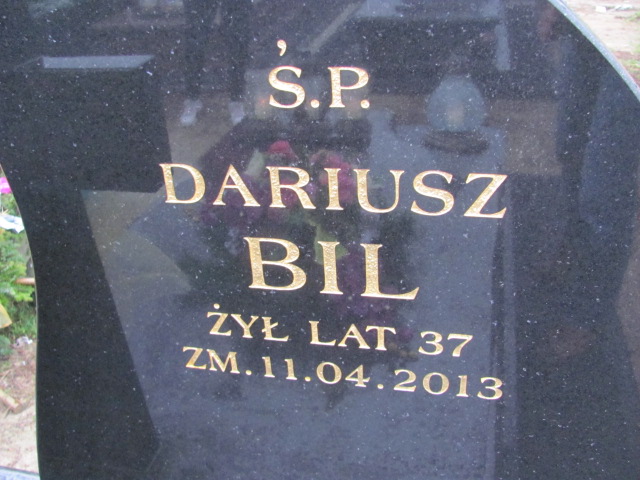 Ś.P.
DARIUSZ
BIL
ŻYŁ LAT 37
ZM. 11.04.2013